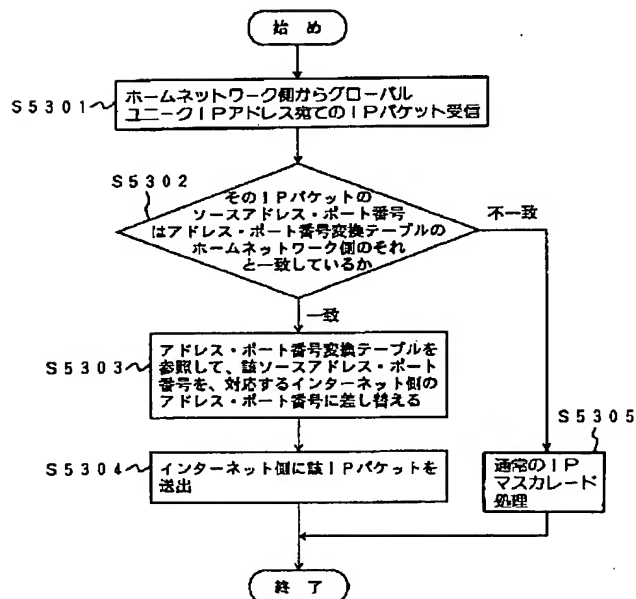 始 め
S5301
ホームネットワーク側からグローバル
ユニークIPアドレス宛てのIPパケット受信
S5302
そのIPパケットの
ソースアドレス・ポート番号
はアドレス・ポート番号変換テーブルの
ホームネットワーク側のそれ
と一致しているか
不一致
一致
S5303
アドレス・ポート番号変換テーブルを
参照して、該ソースアドレス・ポート
番号を、対応するインターネット側の
アドレス・ポート番号に差し替える
S5304
インターネット側に該IPパケットを
送出
S5305
通常のIP
マスカレード
処理
終 了